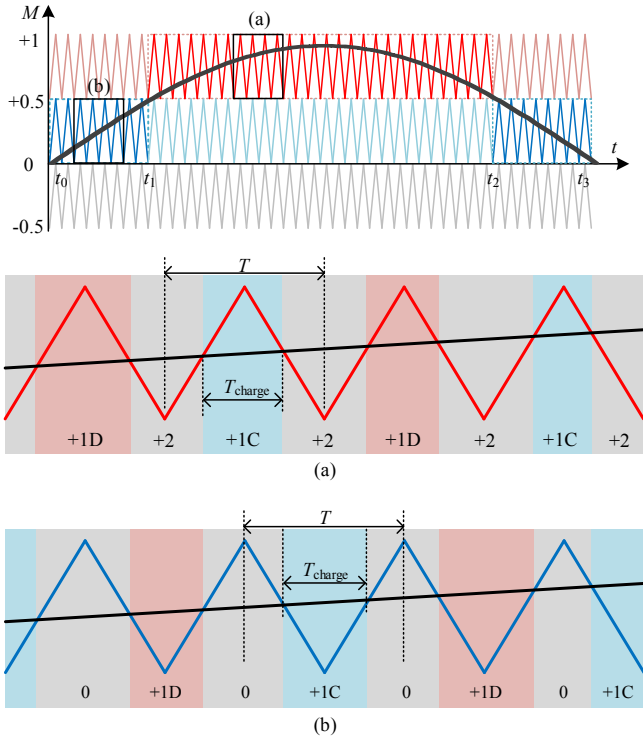 M
(a)
+1
(b)
+0.5
0
t
t0 t1 t2 t3
-0.5
T
Tcharge
+1D +2 +1C +2 +1D +2 +1C +2
(a)
T
Tcharge
0 +1D 0 +1C 0 +1D 0 +1C
(b)